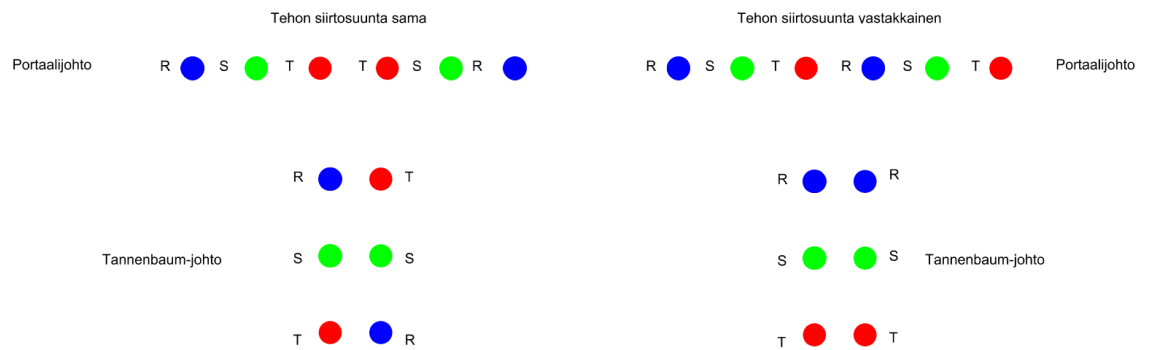 Tehon siirtosuunta sama
Tehon siirtosuunta vastakkainen
Portaalijohto R S T T S R
R S T R S T Portaalijohto
R T
S S
T R
Tannenbaum-johto
R R
S S
T T
Tannenbaum-johto